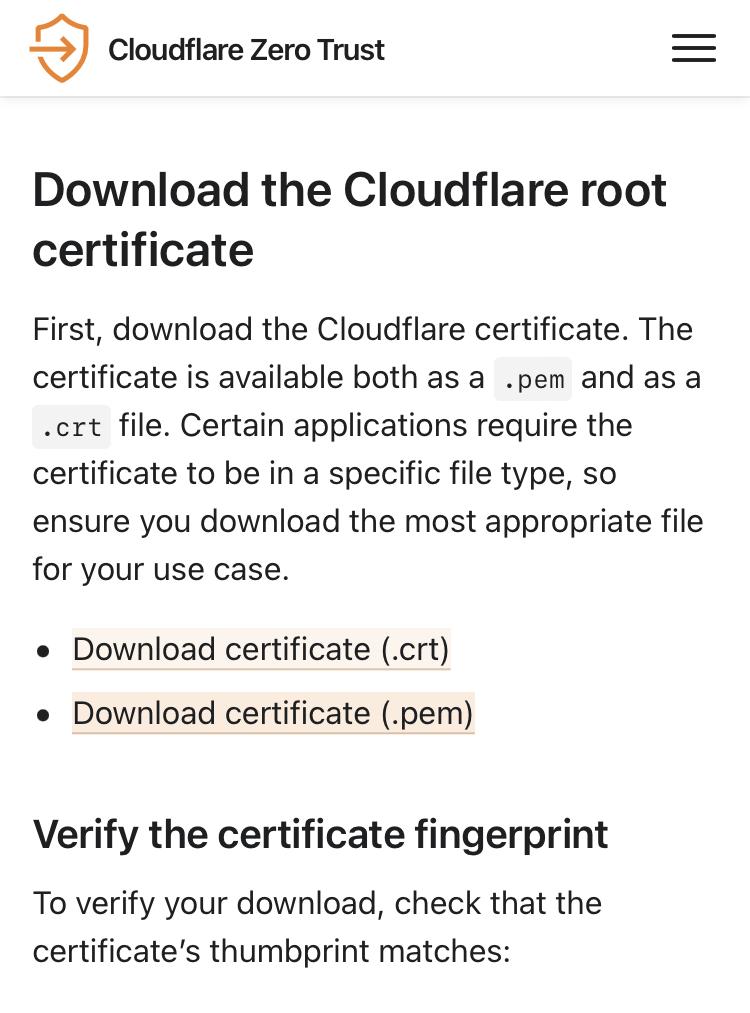 Cloudflare Zero Trust
Download the Cloudflare root
certificate
First, download the Cloudflare certificate. The
certificate is available both as a .pem and as a
.crt file. Certain applications require the
certificate to be in a specific file type, so
ensure you download the most appropriate file
for your use case.
• Download certificate (.crt)
• Download certificate (.pem)
Verify the certificate fingerprint
To verify your download, check that the
certificate’s thumbprint matches: